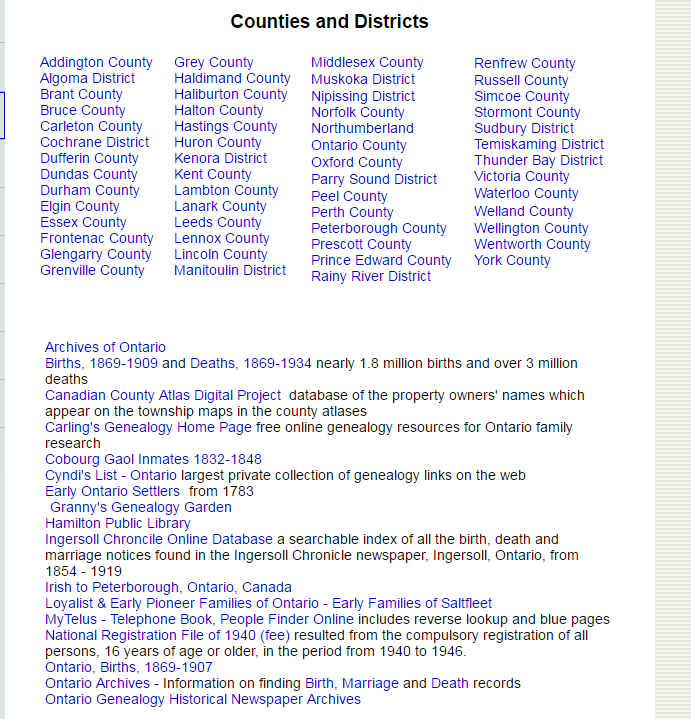 Counties and Districts
Addington County
Algoma District
Brant County
Bruce County
Carleton County
Cochrane District
Dufferin County
Dundas County
Durham County
Elgin County
Essex County
Frontenac County
Glengarry County
Grenville County
Grey County
Haldimand County
Haliburton County
Halton County
Hastings County
Huron County
Kenora District
Kent County
Lambton County
Lanark County
Leeds County
Lennox County
Lincoln County
Manitoulin District
Middlesex County
Muskoka District
Nipissing District
Norfolk County
Northumberland
Ontario County
Oxford County
Parry Sound District
Peel County
Perth County
Peterborough County
Prescott County
Prince Edward County
Rainy River District
Renfrew County
Russell County
Simcoe County
Stormont County
Sudbury District
Temiskaming District
Thunder Bay District
Victoria County
Waterloo County
Welland County
Wellington County
Wentworth County
York County
Archives of Ontario
Births, 1869-1909 and Deaths, 1869-1934 nearly 1.8 million births and over 3 million
deaths
Canadian County Atlas Digital Project  database of the property owners' names which
appear on the township maps in the county atlases
Carling's Genealogy Home Page free online genealogy resources for Ontario family
research
Cobourg Gaol Inmates 1832-1848
Cyndi's List - Ontario largest private collection of genealogy links on the web
Early Ontario Settlers  from 1783
Granny's Genealogy Garden
Hamilton Public Library
Ingersoll Chroncile Online Database a searchable index of all the birth, death and
marriage notices found in the Ingersoll Chronicle newspaper, Ingersoll, Ontario, from
1854 - 1919
Irish to Peterborough, Ontario, Canada
Loyalist & Early Pioneer Families of Ontario - Early Families of Saltfleet
MyTelus - Telephone Book, People Finder Online includes reverse lookup and blue pages
National Registration File of 1940 (fee) resulted from the compulsory registration of all
persons, 16 years of age or older, in the period from 1940 to 1946.
Ontario, Births, 1869-1907
Ontario Archives - Information on finding Birth, Marriage and Death records
Ontario Genealogy Historical Newspaper Archives